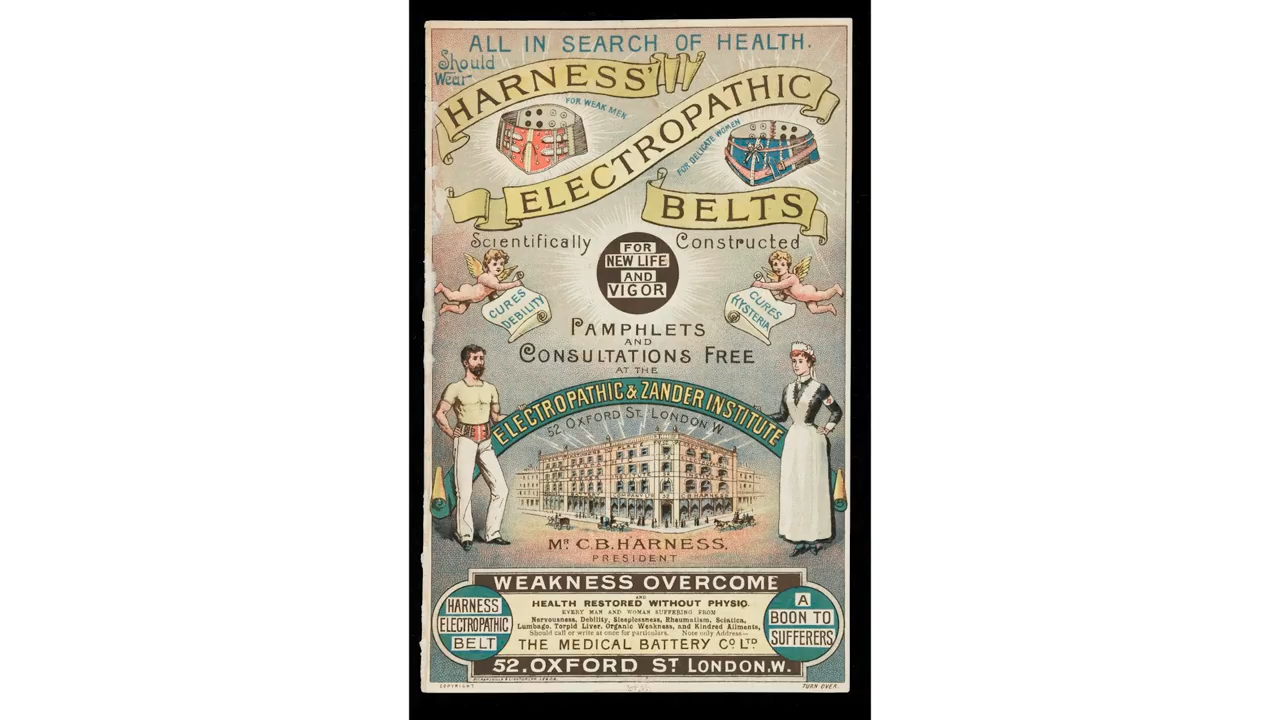 ALL IN SEARCH OF HEALTH.
Should
Wear
HARNESS'
FOR WEAK MEN
ELECTROPATHIC
FOR DELICATE WOMEN
BELTS
Scientifically Constructed
FOR
NEW LIFE
AND
VIGOR
CURES
DEBILITY
CURES
HYSTERIA
PAMPHLETS
AND
CONSULTATIONS FREE
AT THE
ELECTROPATHIC & ZANDER INSTITUTE
52 OXFORD ST. LONDON W.
MR. C.B. HARNESS.
PRESIDENT
WEAKNESS OVERCOME
AND
HEALTH RESTORED WITHOUT PHYSIC.
EVERY MAN AND WOMAN SUFFERING FROM
Nervousness, Debility, Sleeplessness, Rheumatism, Sciatica,
Lumbago, Torpid Liver, Organic Weakness, and Kindred Ailments,
Should call or write at once for particulars. Note only Address—
THE MEDICAL BATTERY CO LTD.
52. OXFORD ST LONDON.W.
HARNESS
ELECTROPATHIC
BELT
A
BOON TO
SUFFERERS
COPYRIGHT
TURN OVER.